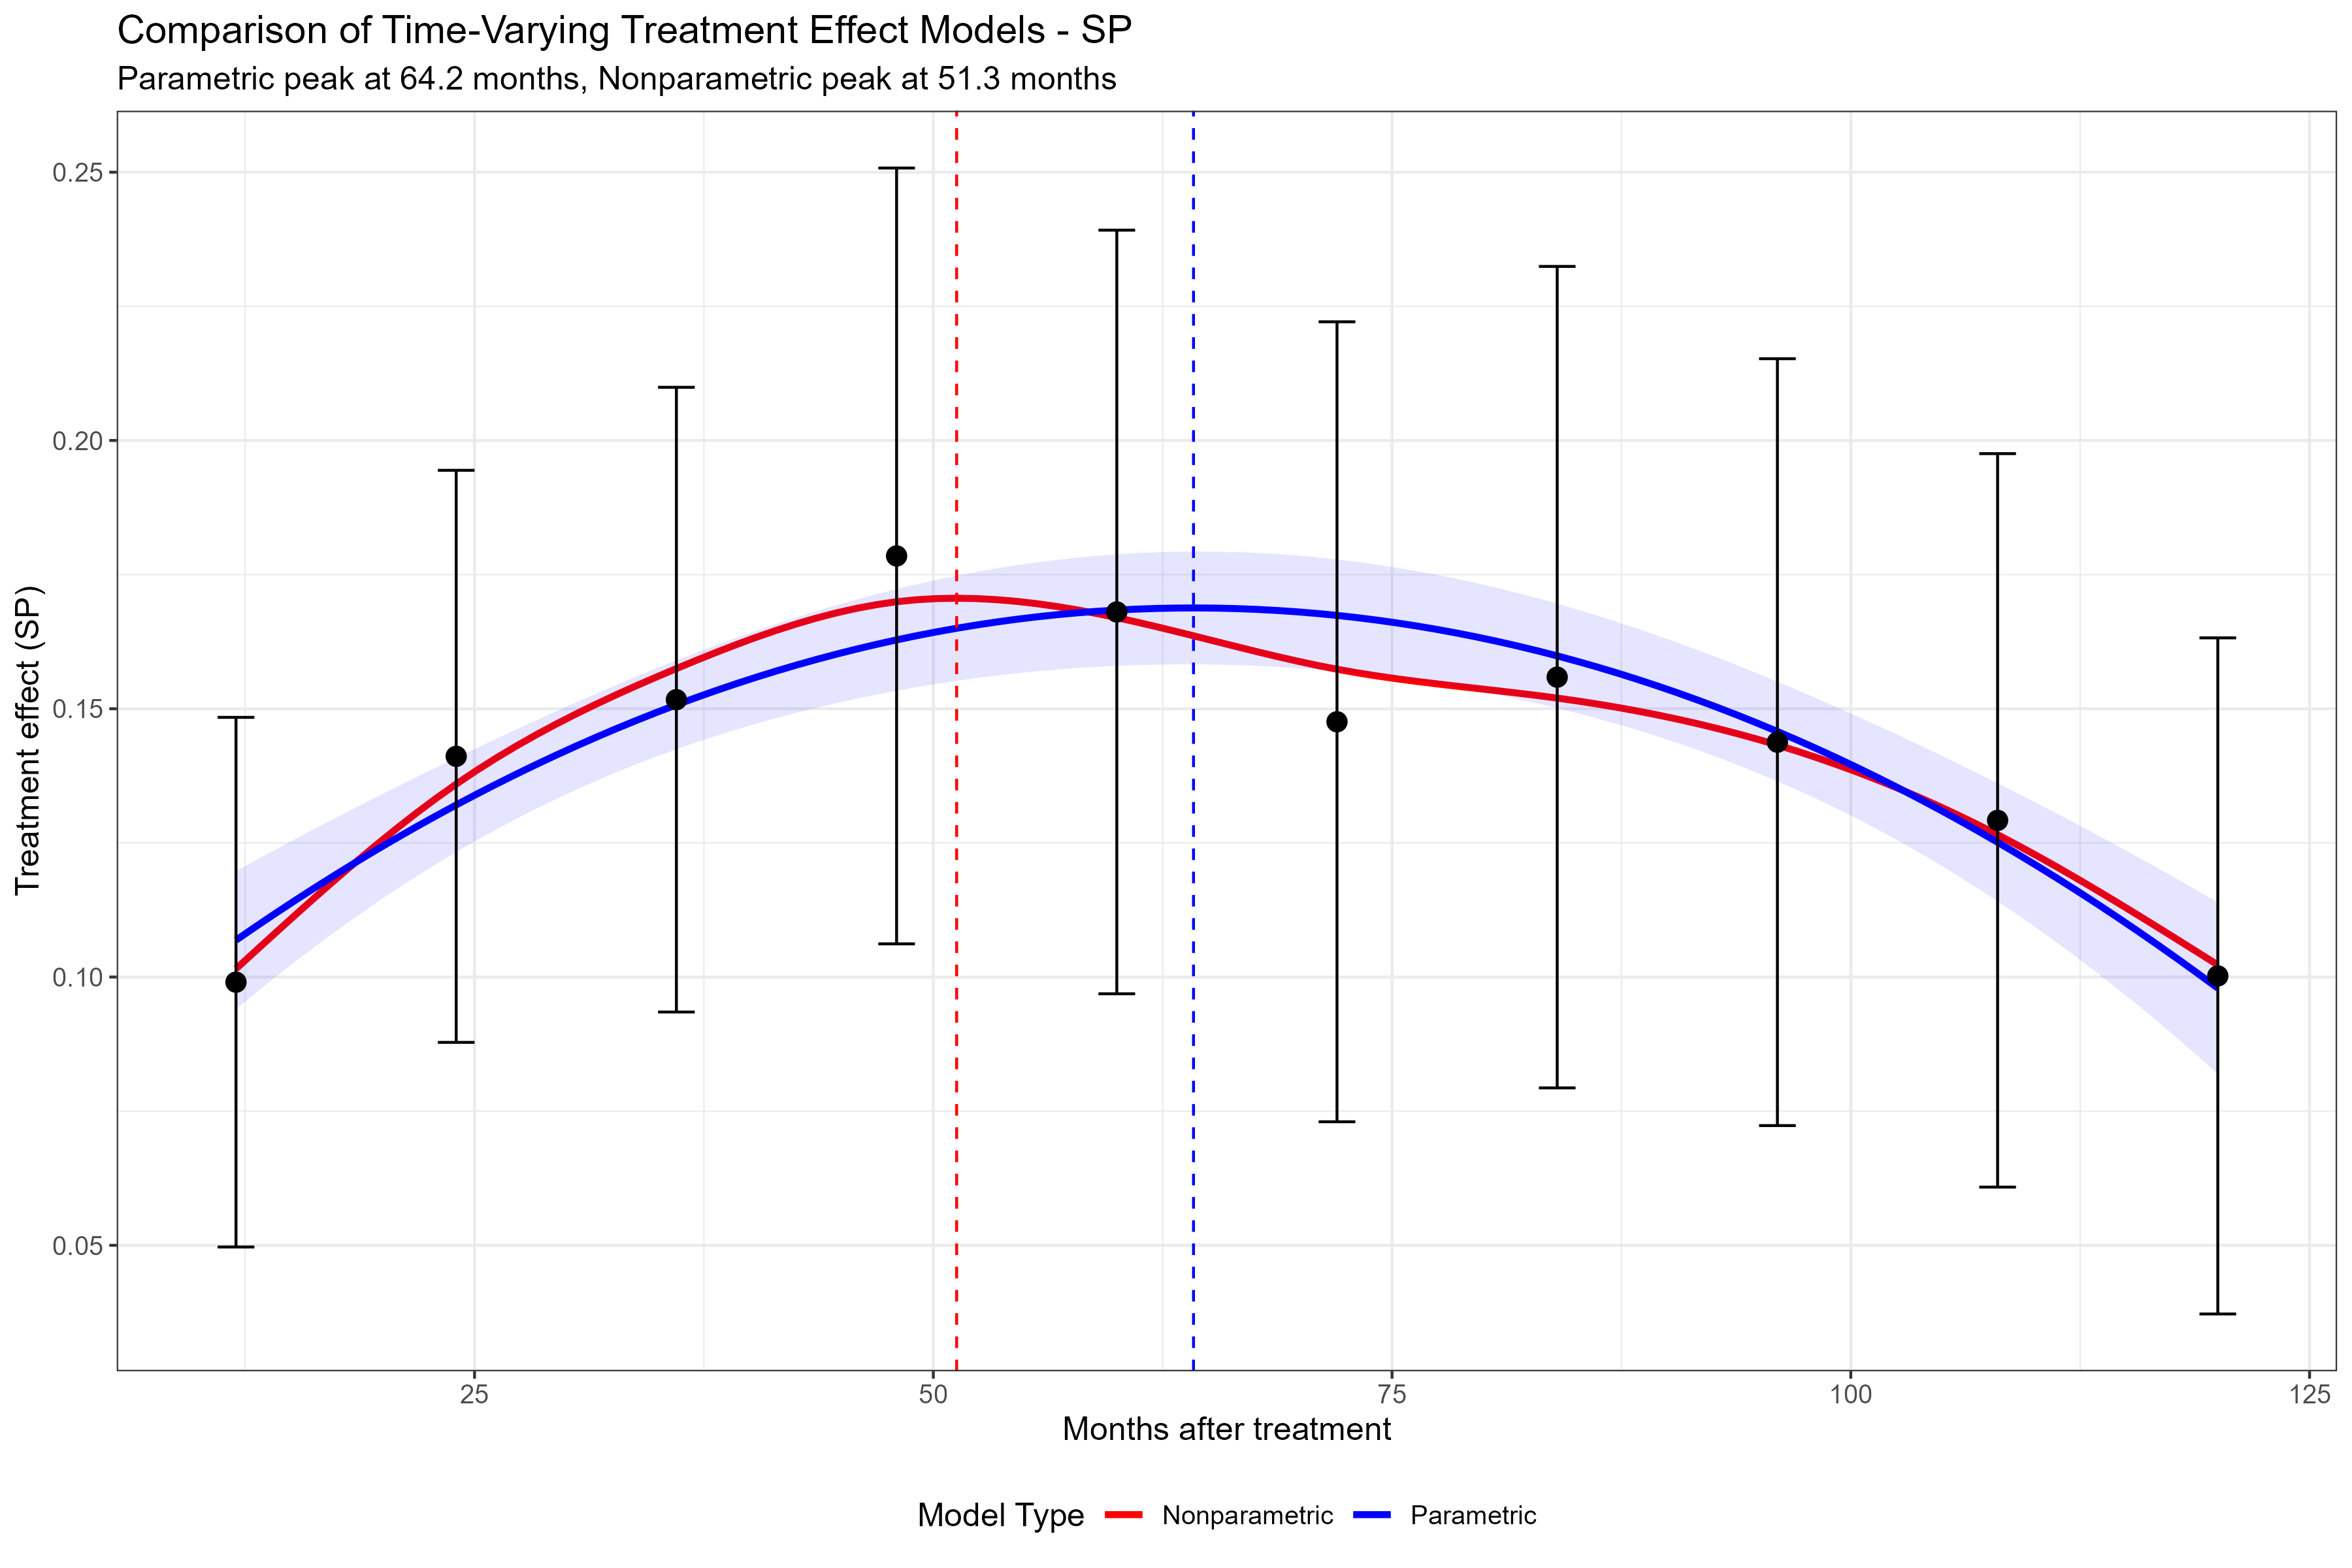 Comparison of Time-Varying Treatment Effect Models - SP
Parametric peak at 64.2 months, Nonparametric peak at 51.3 months
Treatment effect (SP)
0.25
0.20
0.15
0.10
0.05
25 50 75 100 125
Months after treatment
Model Type Nonparametric Parametric